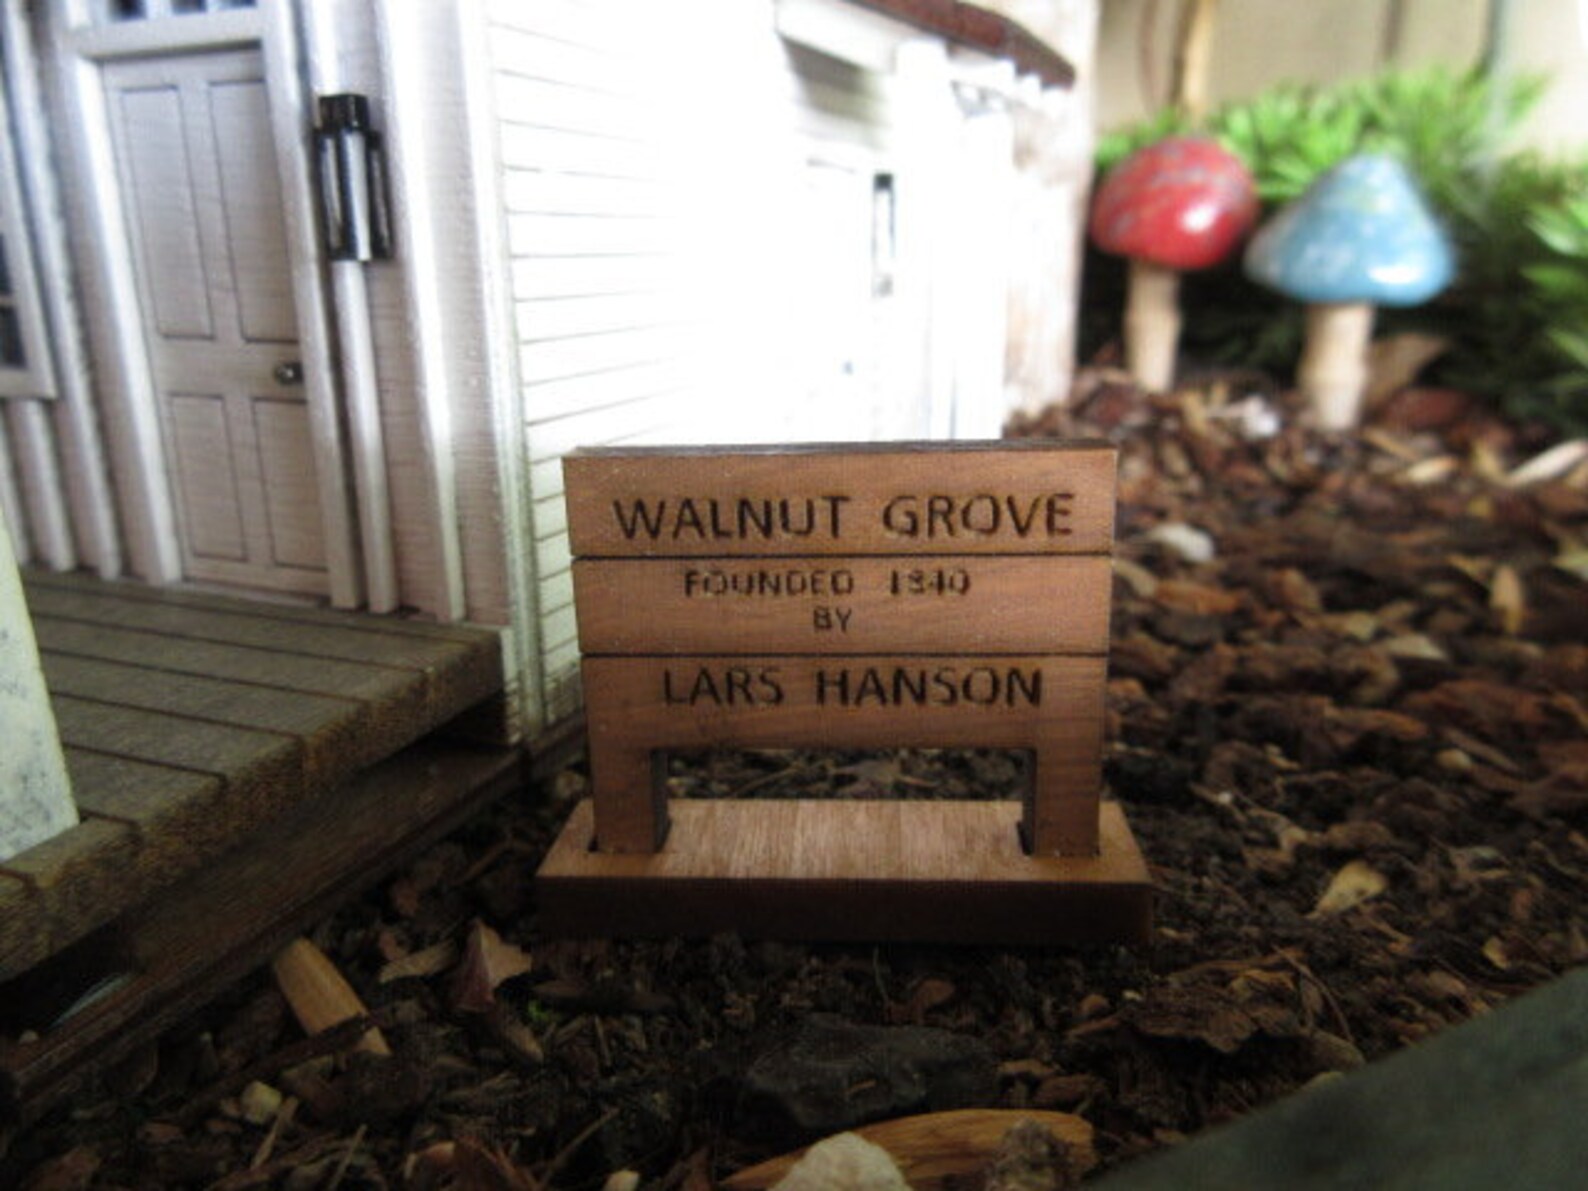 WALNUT GROVE
FOUNDED 1840
BY
LARS HANSON